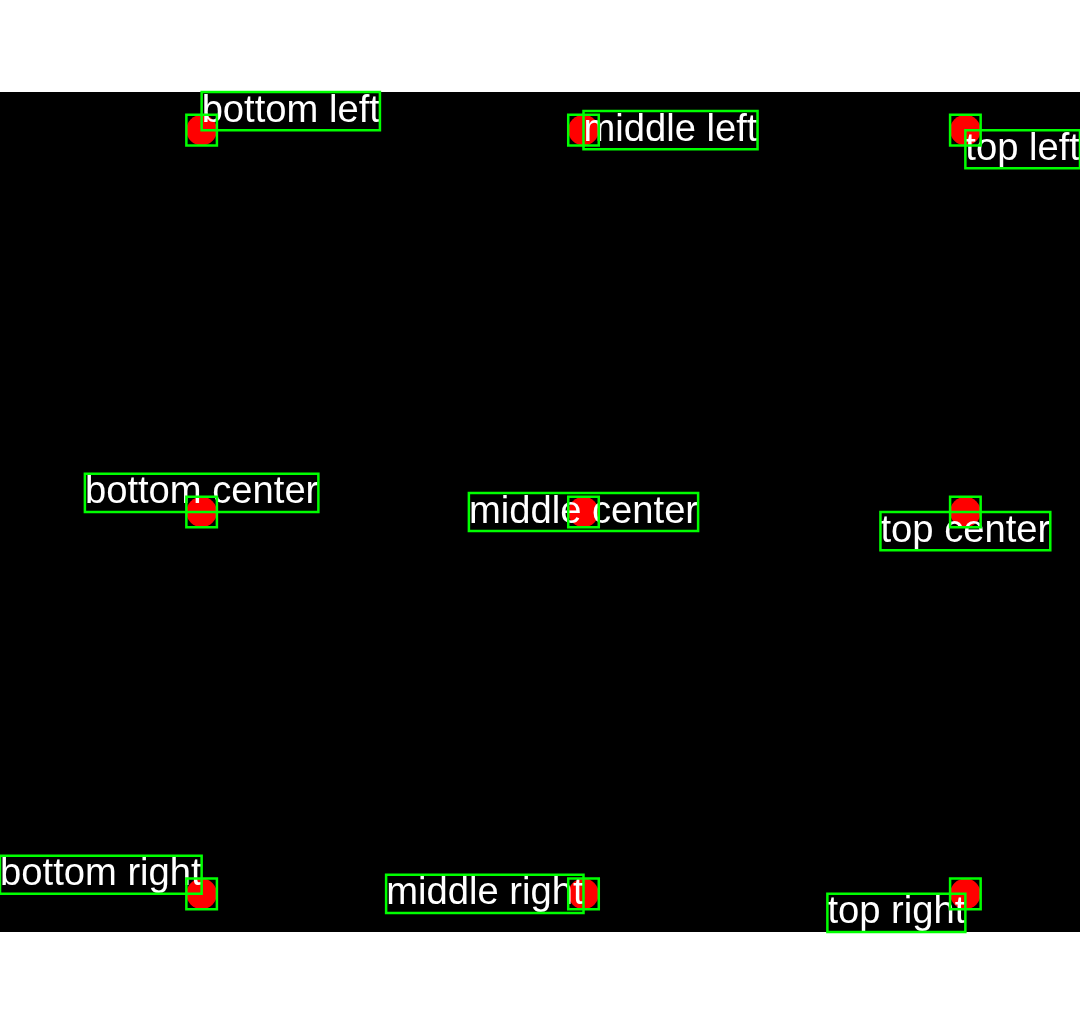 bottom left
middle left
top left
bottom center
middle center
top center
bottom right
middle right
top right